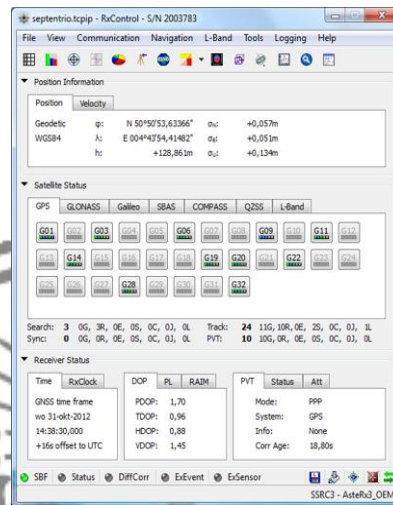 septentrio.tcpip - RxControl - S/N 2003783
File View Communication Navigation L-Band Tools Logging Help
Position Information
Position Velocity
Geodetic φ: N 50°50'53,63366" σN: +0,057m
WGS84 λ: E 004°43'54,41482" σE: +0,051m
h: +128,861m σU: +0,134m
Satellite Status
GPS GLONASS Galileo SBAS COMPASS QZSS L-Band
G01 G02 G03 G04 G05 G06 G07 G08 G09 G10 G11 G12
G13 G14 G15 G16 G17 G18 G19 G20 G21 G22 G23 G24
G25 G26 G27 G28 G29 G30 G31 G32
Search: 3 0G, 3R, 0E, 0S, 0C, 0J, 0L Track: 24 11G, 10R, 0E, 2S, 0C, 0J, 1L
Sync: 0 0G, 0R, 0E, 0S, 0C, 0J, 0L PVT: 10 10G, 0R, 0E, 0S, 0C, 0J, 0L
Receiver Status
Time RxClock DOP PL RAIM PVT Status Att
GNSS time frame PDOP: 1,70 Mode: PPP
wo 31-okt-2012 TDOP: 0,96 System: GPS
14:38:30,000 HDOP: 0,88 Info: None
+16s offset to UTC VDOP: 1,45 Corr Age: 18,80s
SBF Status DiffCorr ExEvent ExSensor
SSRC3 - AsteRx3_OEM